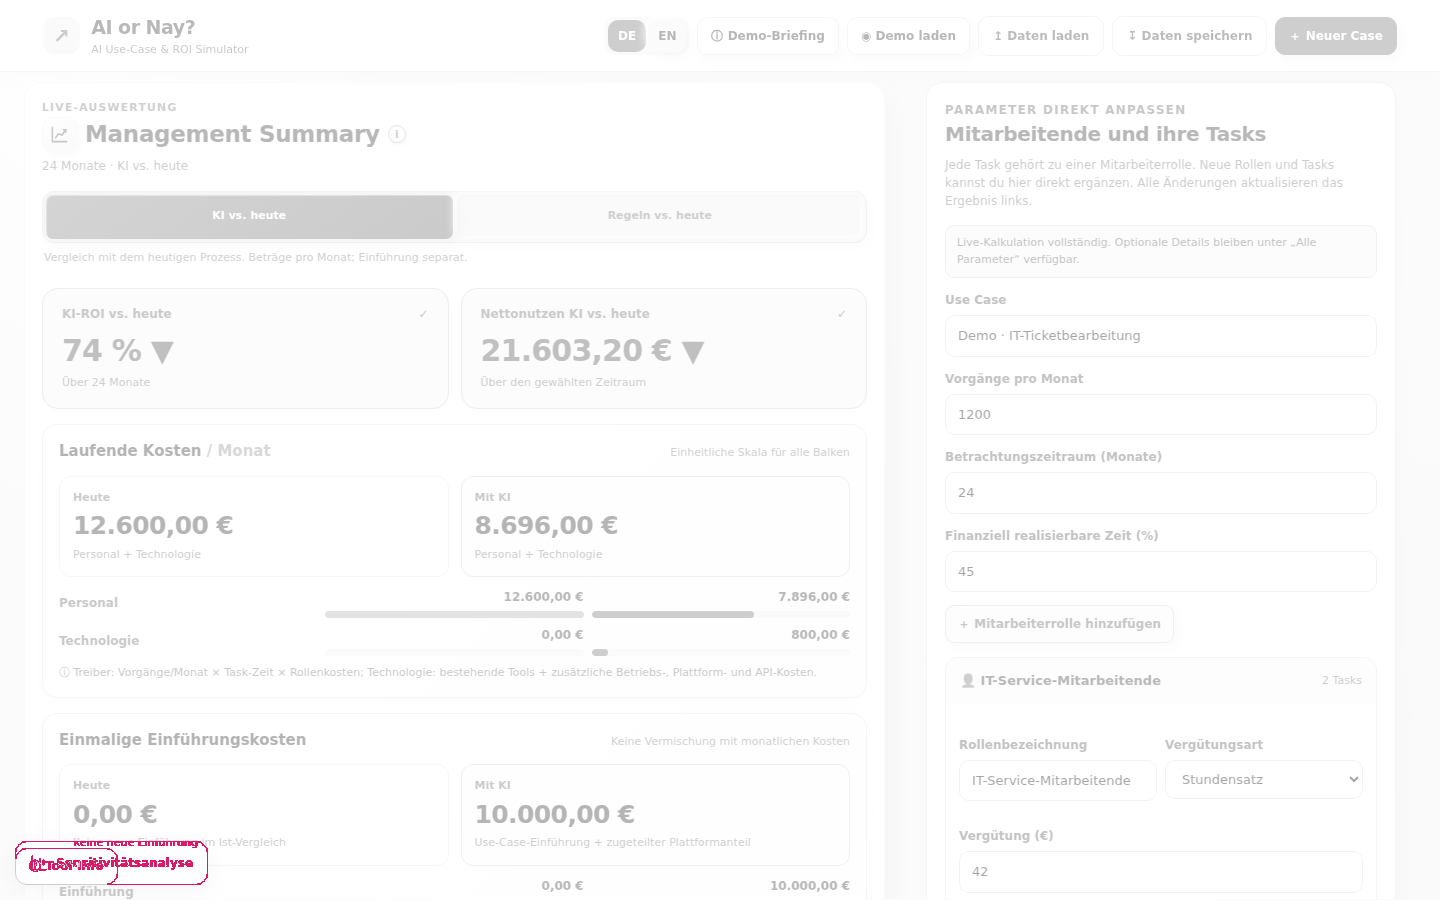 AI or Nay?
AI Use-Case & ROI Simulator
DE EN
ⓘ Demo-Briefing
◉ Demo laden
↥ Daten laden
↧ Daten speichern
+ Neuer Case
LIVE-AUSWERTUNG
Management Summary
24 Monate · KI vs. heute
KI vs. heute
Regeln vs. heute
Vergleich mit dem heutigen Prozess. Beträge pro Monat; Einführung separat.
KI-ROI vs. heute ✓
74 % ▼
Über 24 Monate
Nettonutzen KI vs. heute ✓
21.603,20 € ▼
Über den gewählten Zeitraum
Laufende Kosten / Monat
Einheitliche Skala für alle Balken
Heute
12.600,00 €
Personal + Technologie
Mit KI
8.696,00 €
Personal + Technologie
Personal 12.600,00 € 7.896,00 €
Technologie 0,00 € 800,00 €
ⓘ Treiber: Vorgänge/Monat × Task-Zeit × Rollenkosten; Technologie: bestehende Tools + zusätzliche Betriebs-, Plattform- und API-Kosten.
Einmalige Einführungskosten
Keine Vermischung mit monatlichen Kosten
Heute
0,00 €
Keine neue Einführung im Ist-Vergleich
Mit KI
10.000,00 €
Use-Case-Einführung + zugeteilter Plattformanteil
Einführung 0,00 € 10.000,00 €
Sensitivitätsanalyse
Tool-Info
PARAMETER DIREKT ANPASSEN
Mitarbeitende und ihre Tasks
Jede Task gehört zu einer Mitarbeiterrolle. Neue Rollen und Tasks
kannst du hier direkt ergänzen. Alle Änderungen aktualisieren das
Ergebnis links.
Live-Kalkulation vollständig. Optionale Details bleiben unter „Alle
Parameter“ verfügbar.
Use Case
Demo · IT-Ticketbearbeitung
Vorgänge pro Monat
1200
Betrachtungszeitraum (Monate)
24
Finanziell realisierbare Zeit (%)
45
+ Mitarbeiterrolle hinzufügen
IT-Service-Mitarbeitende 2 Tasks
Rollenbezeichnung
IT-Service-Mitarbeitende
Vergütungsart
Stundensatz
Vergütung (€)
42